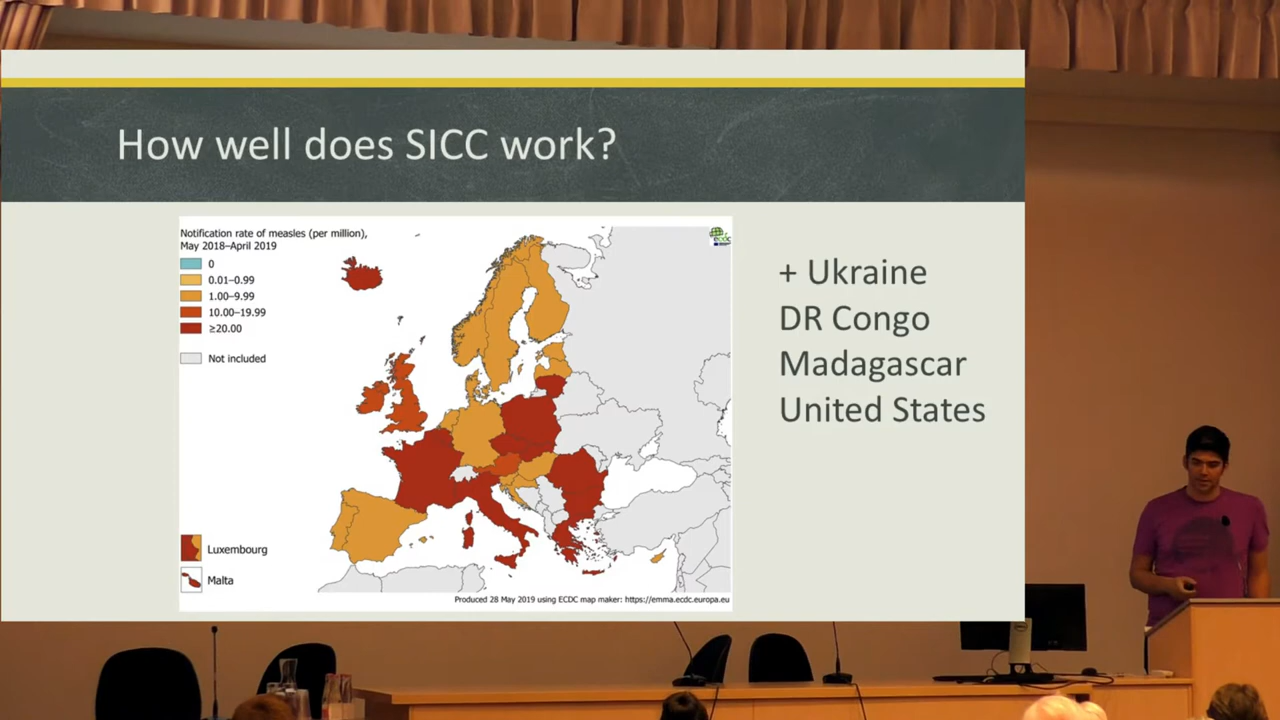 How well does SICC work?
Notification rate of measles (per million),
May 2018–April 2019
0
0.01–0.99
1.00–9.99
10.00–19.99
≥20.00
Not included
ecdc
+ Ukraine
DR Congo
Madagascar
United States
Luxembourg
Malta
Produced 28 May 2019 using ECDC map maker: https://emma.ecdc.europa.eu